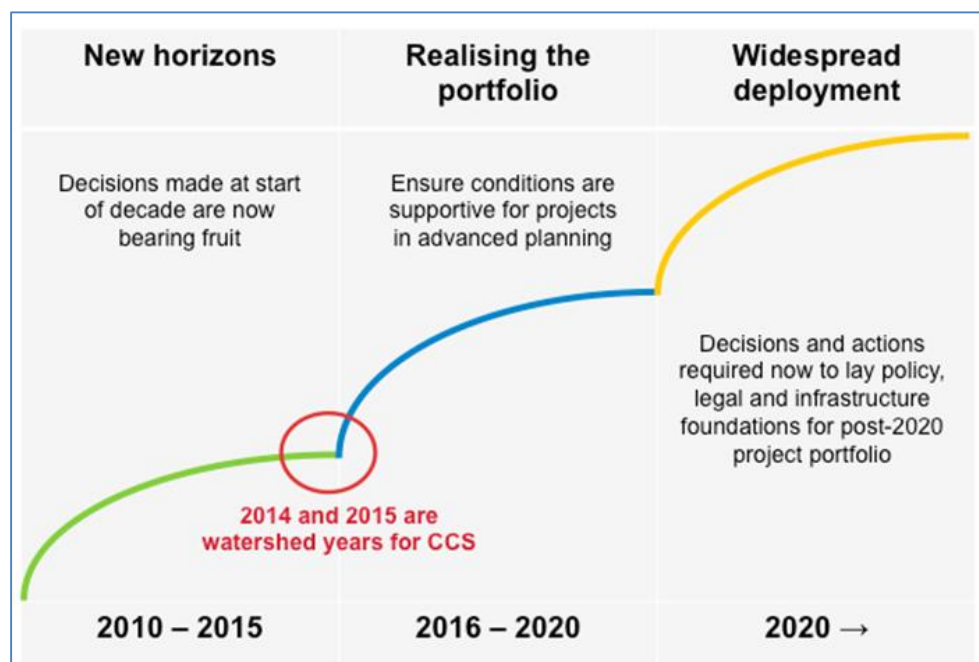 New horizons
Realising the
portfolio
Widespread
deployment
Decisions made at start
of decade are now
bearing fruit
Ensure conditions are
supportive for projects
in advanced planning
Decisions and actions
required now to lay policy,
legal and infrastructure
foundations for post-2020
project portfolio
2014 and 2015 are
watershed years for CCS
2010 – 2015
2016 – 2020
2020 →